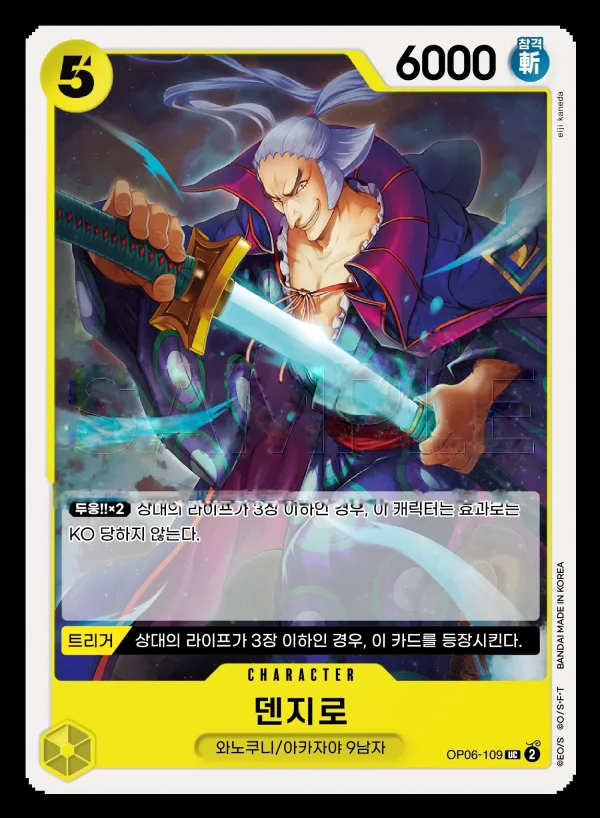 5
6000
참격
斬
eiji kaneda
SAMPLE
두웅!!×2 상대의 라이프가 3장 이하인 경우, 이 캐릭터는 효과로는
KO 당하지 않는다.
트리거 상대의 라이프가 3장 이하인 경우, 이 카드를 등장시킨다.
CHARACTER
덴지로
와노쿠니/아카자야 9남자
OP06-109 UC 2
©EO/S ©O/S·F·T BANDAI MADE IN KOREA